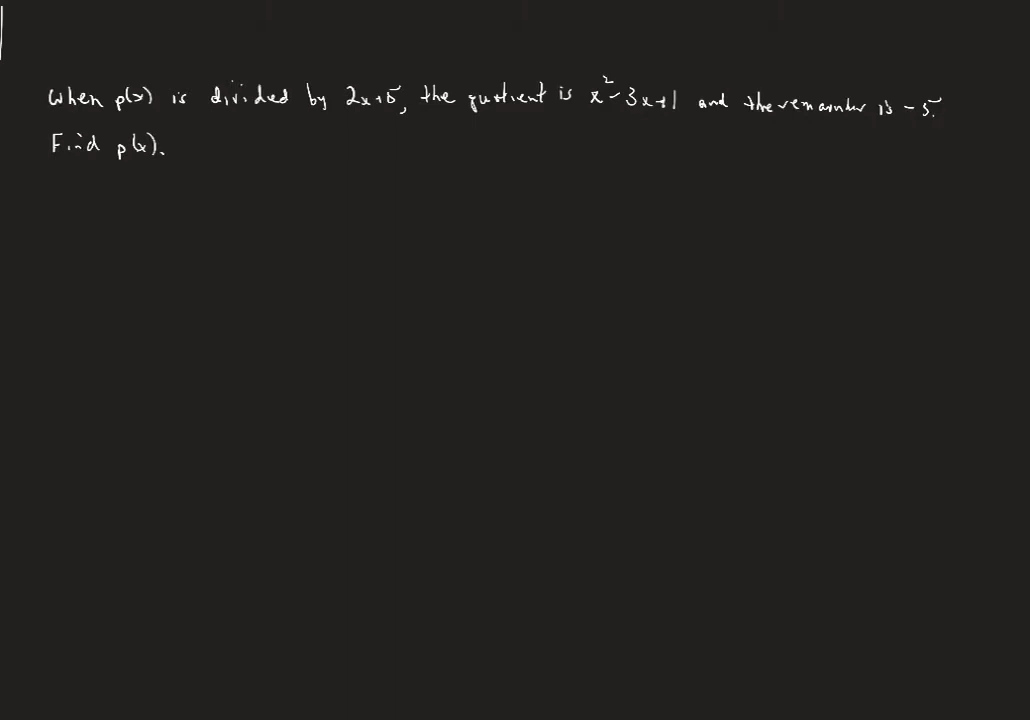 When p(x) is divided by 2x+5, the quotient is x²-3x+1 and the remainder is -5.
Find p(x).